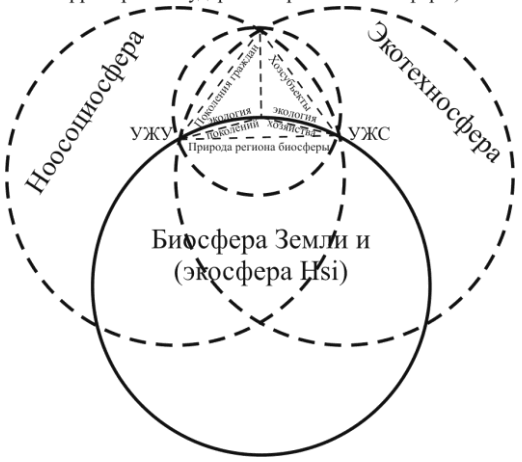 Ноосоциосфера
Экотехносфера
Поколения граждан
Хозсубъекты
экология
поколений
экология
хозяйства
УЖУ
УЖС
Природа региона биосферы
Биосфера Земли и
(экосфера Hsi)